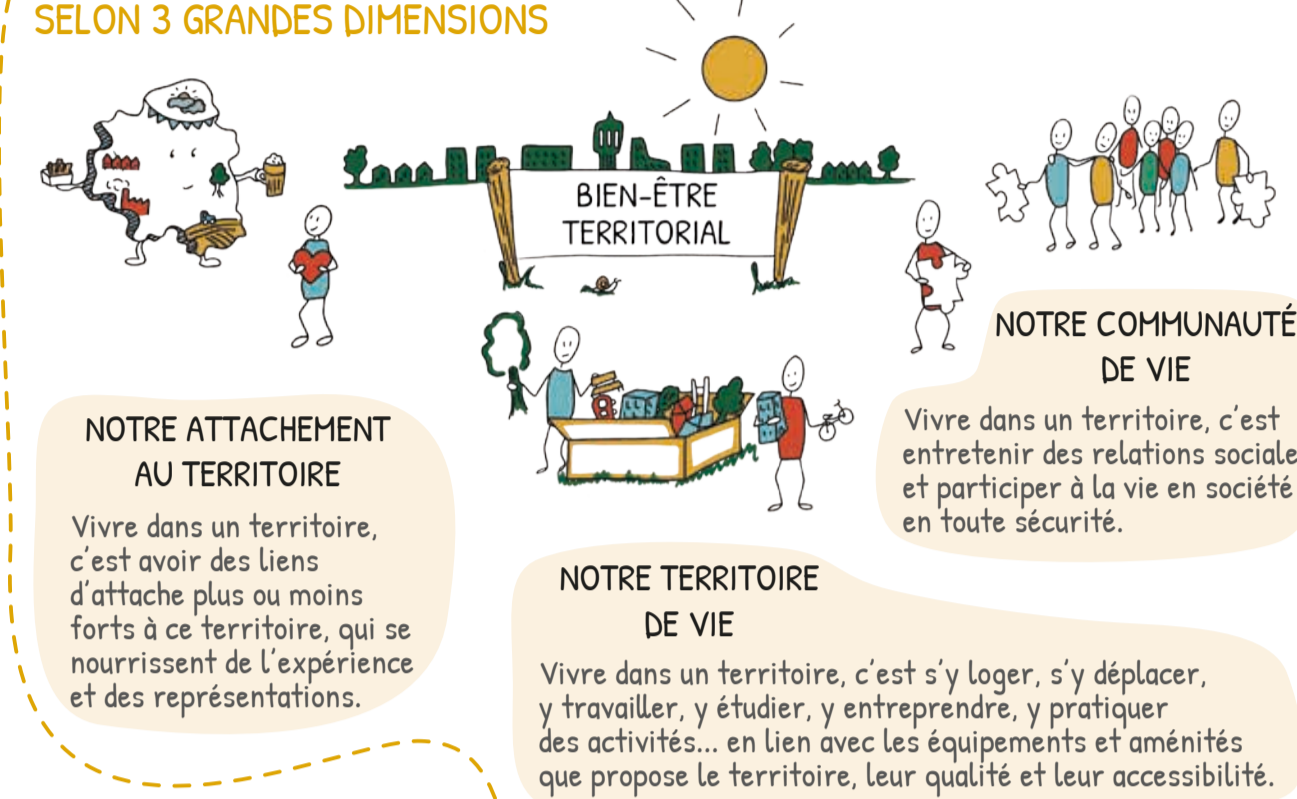 SELON 3 GRANDES DIMENSIONS
BIEN-ÊTRE
TERRITORIAL
NOTRE ATTACHEMENT
AU TERRITOIRE
Vivre dans un territoire,
c'est avoir des liens
d'attache plus ou moins
forts à ce territoire, qui se
nourrissent de l'expérience
et des représentations.
NOTRE COMMUNAUTÉ
DE VIE
Vivre dans un territoire, c'est
entretenir des relations sociale
et participer à la vie en société
en toute sécurité.
NOTRE TERRITOIRE
DE VIE
Vivre dans un territoire, c'est s'y loger, s'y déplacer,
y travailler, y étudier, y entreprendre, y pratiquer
des activités... en lien avec les équipements et aménités
que propose le territoire, leur qualité et leur accessibilité.